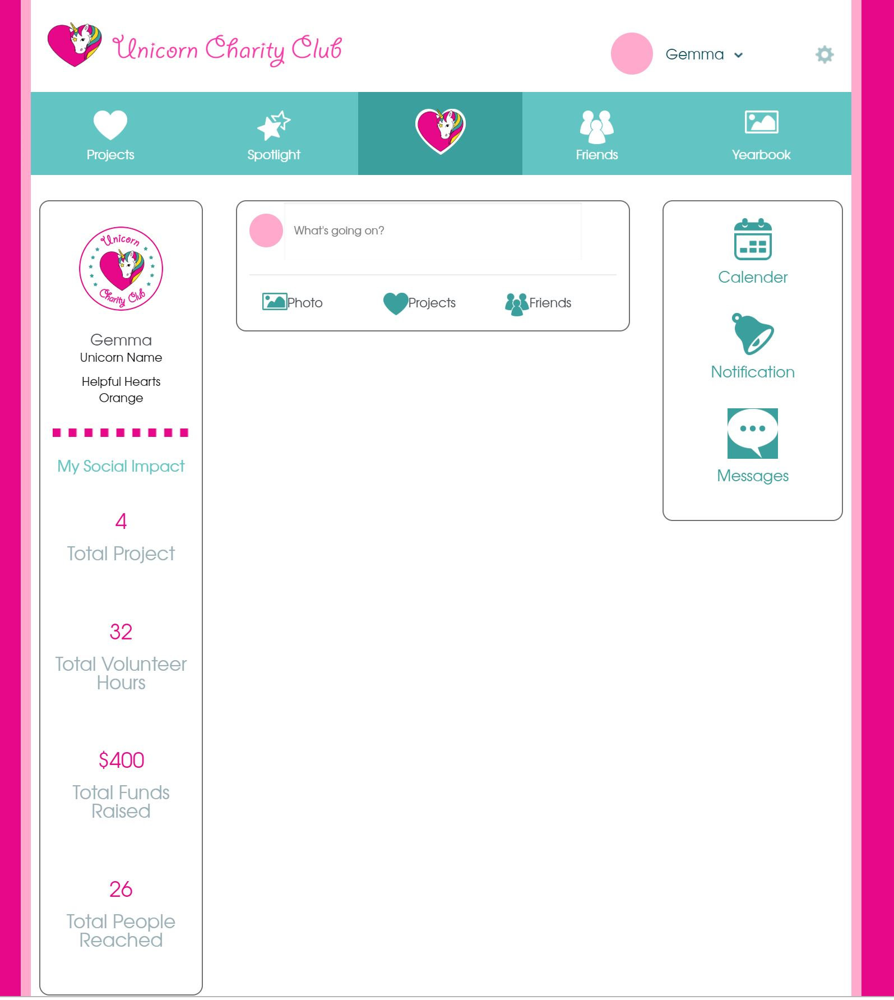 Unicorn Charity Club
Gemma
Projects
Spotlight
Friends
Yearbook
Unicorn
Charity Club
Gemma
Unicorn Name
Helpful Hearts
Orange
My Social Impact
4
Total Project
32
Total Volunteer
Hours
$400
Total Funds
Raised
26
Total People
Reached
What's going on?
Photo
Projects
Friends
Calender
Notification
Messages